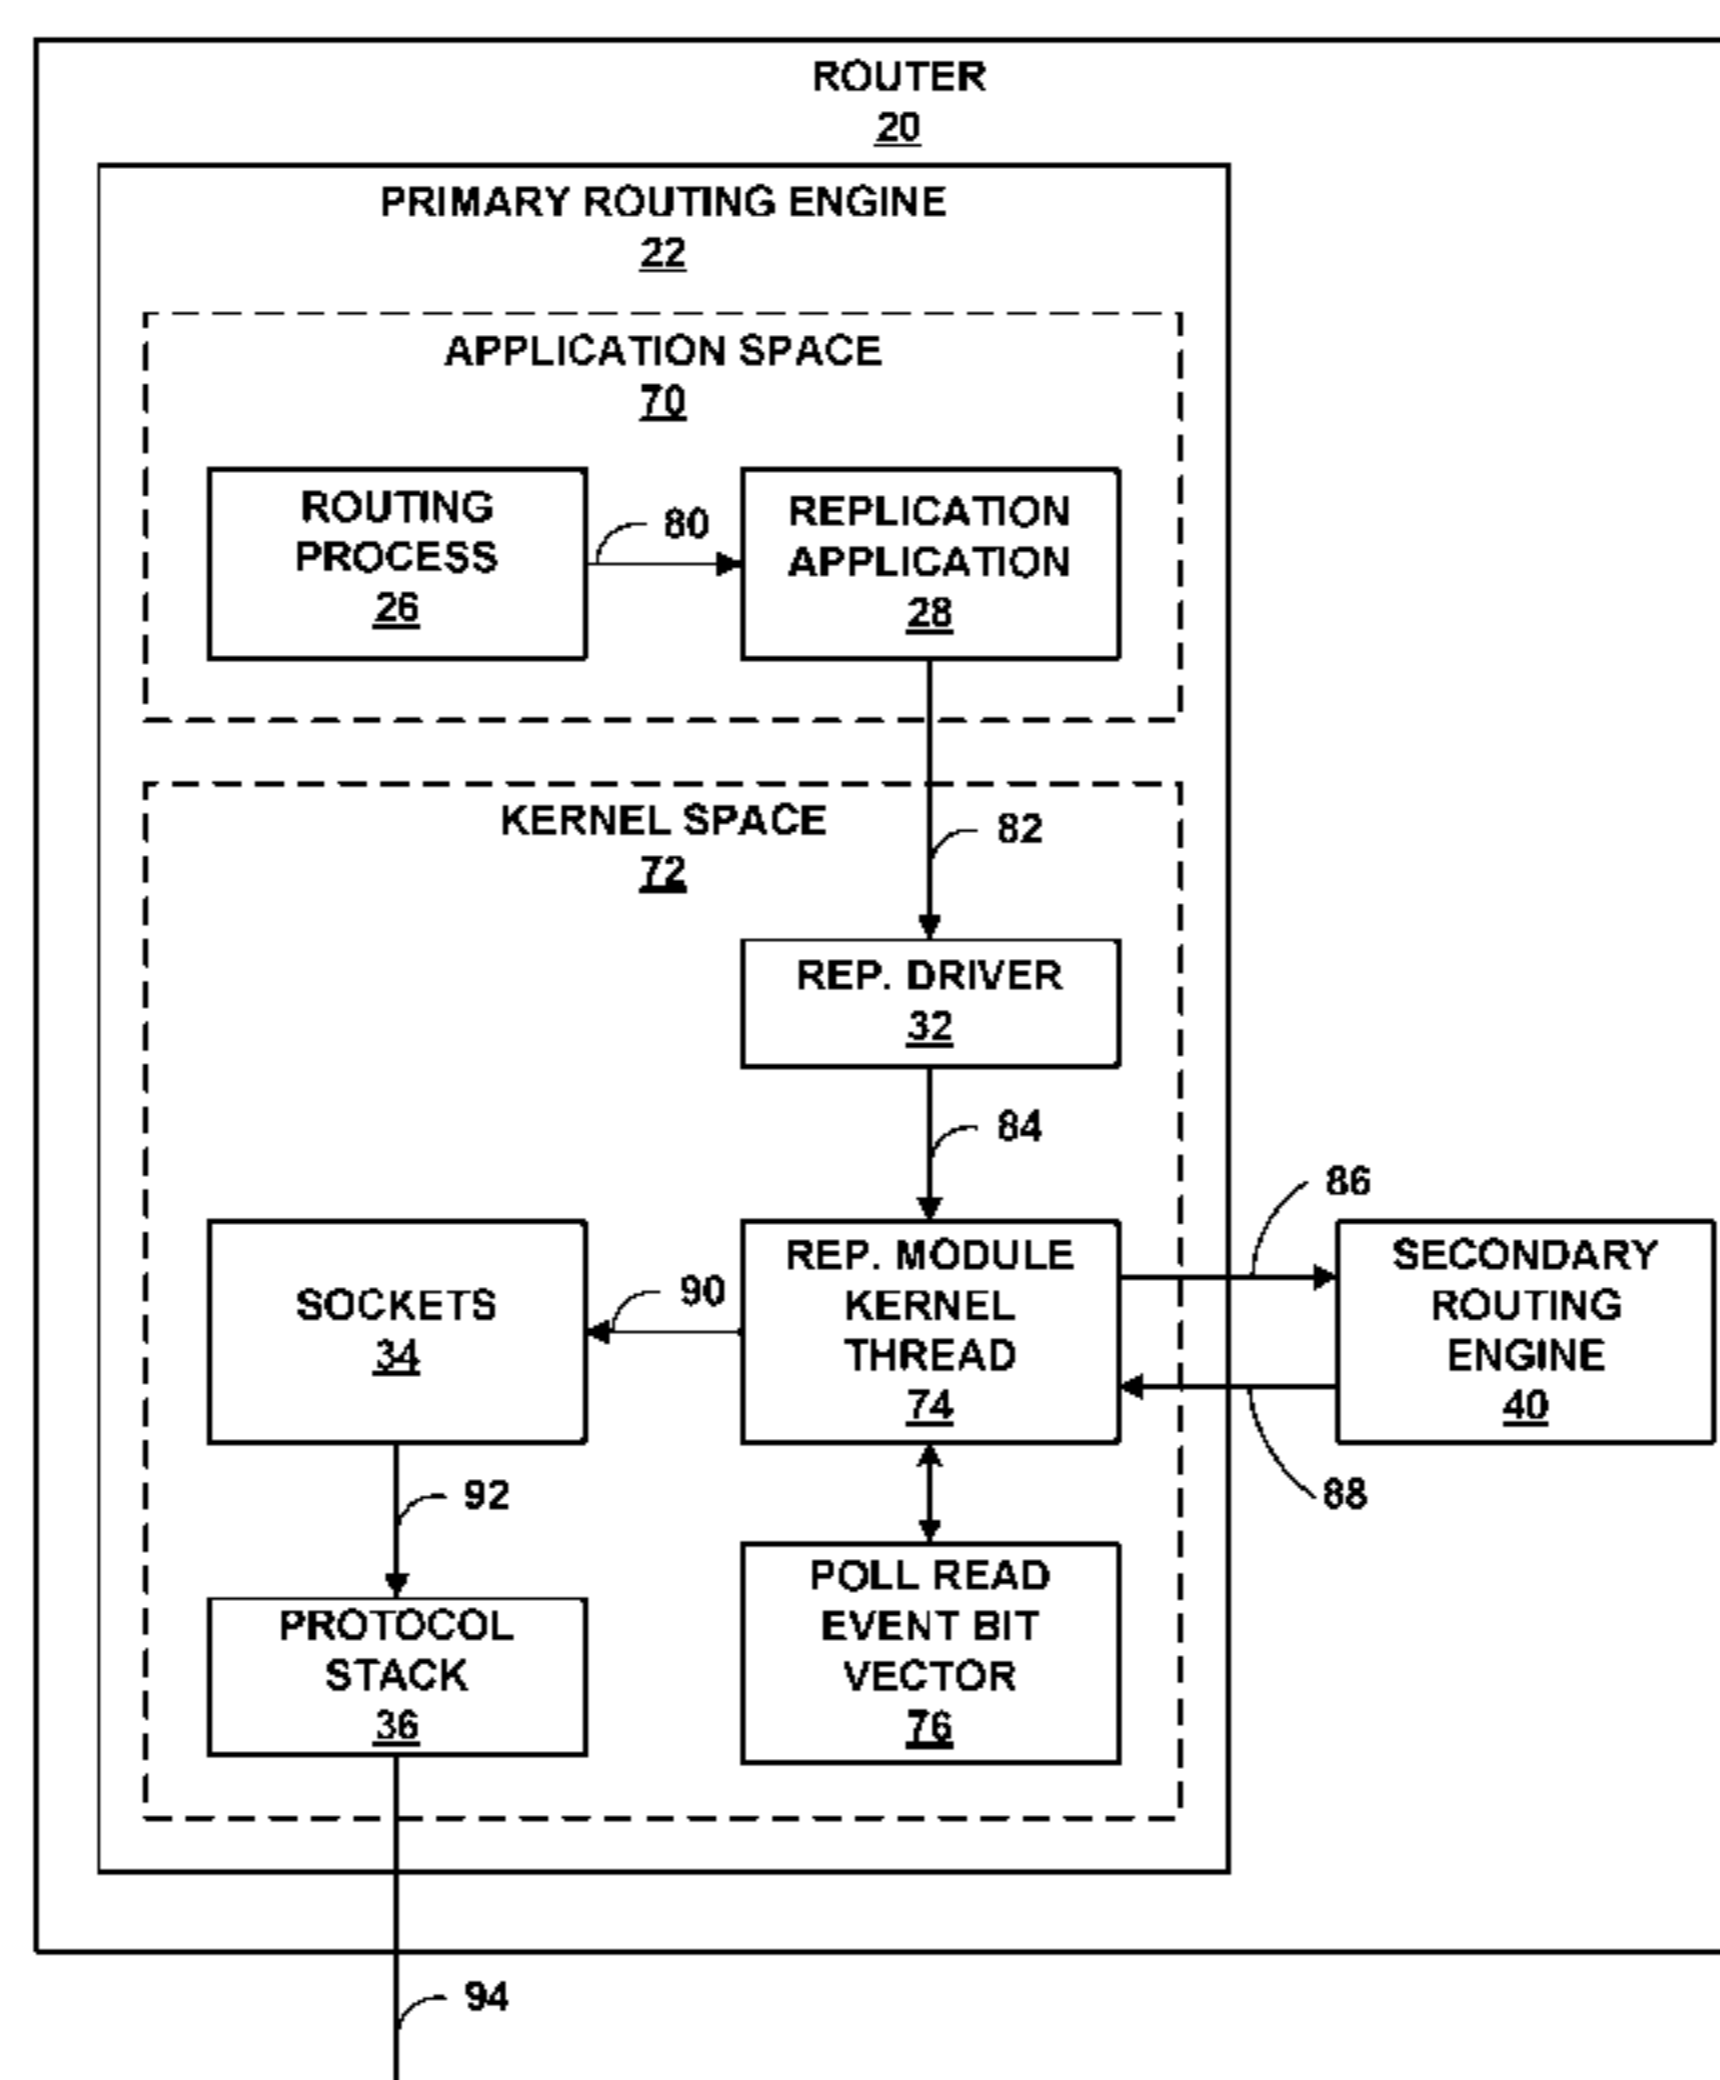 ROUTER
20
PRIMARY ROUTING ENGINE
22
APPLICATION SPACE
70
ROUTING
PROCESS
26
80
REPLICATION
APPLICATION
28
KERNEL SPACE
72
82
REP. DRIVER
32
84
SOCKETS
34
90
REP. MODULE
KERNEL
THREAD
74
86
SECONDARY
ROUTING
ENGINE
40
88
92
PROTOCOL
STACK
36
POLL READ
EVENT BIT
VECTOR
76
94